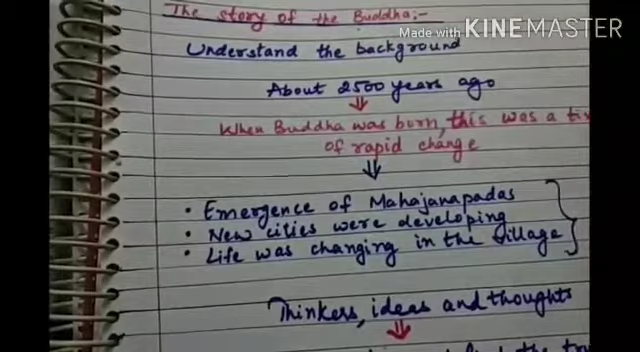 The story of the Buddha:-
Made with KINEMASTER
Understand the background
About 2500 years ago
When Buddha was born, this was a
of rapid change
• Emergence of Mahajanapadas
• New cities were developing
• Life was changing in the village
Thinkers, ideas and thoughts
the